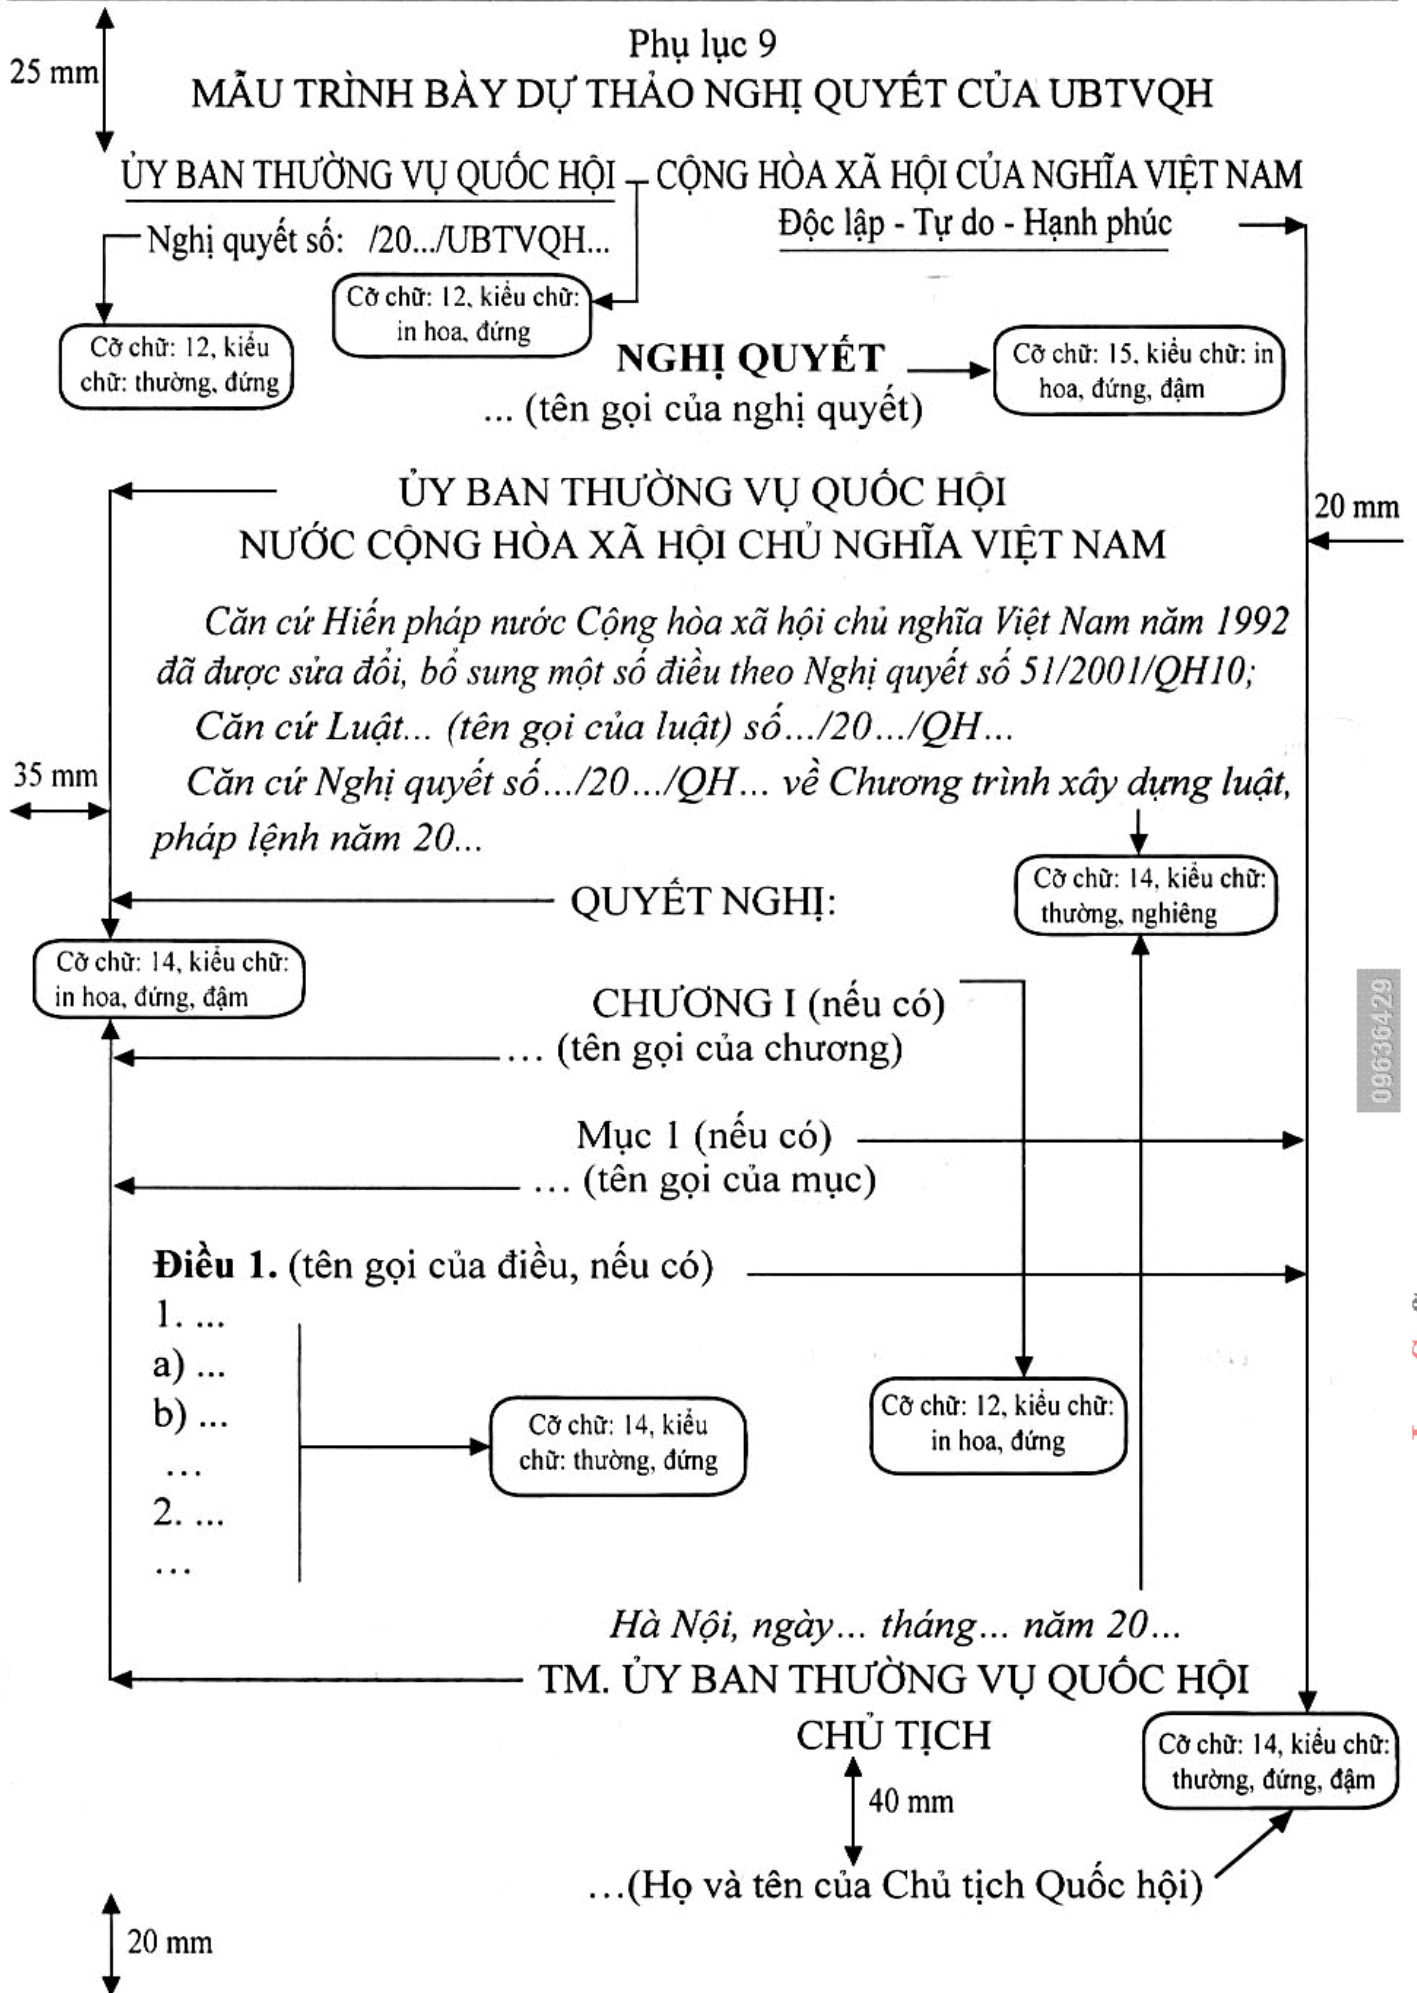 Phụ lục 9
25 mm
MẪU TRÌNH BÀY DỰ THẢO NGHỊ QUYẾT CỦA UBTVQH
ỦY BAN THƯỜNG VỤ QUỐC HỘI
CỘNG HÒA XÃ HỘI CỦA NGHĨA VIỆT NAM
Độc lập - Tự do - Hạnh phúc
Nghị quyết số: /20.../UBTVQH...
Cỡ chữ: 12, kiểu chữ:
in hoa, đứng
Cỡ chữ: 12, kiểu
chữ: thường, đứng
NGHỊ QUYẾT
Cỡ chữ: 15, kiểu chữ: in
hoa, đứng, đậm
... (tên gọi của nghị quyết)
ỦY BAN THƯỜNG VỤ QUỐC HỘI
20 mm
NƯỚC CỘNG HÒA XÃ HỘI CHỦ NGHĨA VIỆT NAM
Căn cứ Hiến pháp nước Cộng hòa xã hội chủ nghĩa Việt Nam năm 1992
đã được sửa đổi, bổ sung một số điều theo Nghị quyết số 51/2001/QH10;
Căn cứ Luật... (tên gọi của luật) số.../20.../QH...
35 mm
Căn cứ Nghị quyết số.../20.../QH... về Chương trình xây dựng luật,
pháp lệnh năm 20...
Cỡ chữ: 14, kiểu chữ:
thường, nghiêng
QUYẾT NGHỊ:
Cỡ chữ: 14, kiểu chữ:
in hoa, đứng, đậm
CHƯƠNG I (nếu có)
... (tên gọi của chương)
09636429
Mục 1 (nếu có)
... (tên gọi của mục)
Điều 1. (tên gọi của điều, nếu có)
1. ...
a) ...
b) ...
...
2. ...
...
Cỡ chữ: 14, kiểu
chữ: thường, đứng
Cỡ chữ: 12, kiểu chữ:
in hoa, đứng
Hà Nội, ngày... tháng... năm 20...
TM. ỦY BAN THƯỜNG VỤ QUỐC HỘI
CHỦ TỊCH
Cỡ chữ: 14, kiểu chữ:
thường, đứng, đậm
40 mm
...(Họ và tên của Chủ tịch Quốc hội)
20 mm